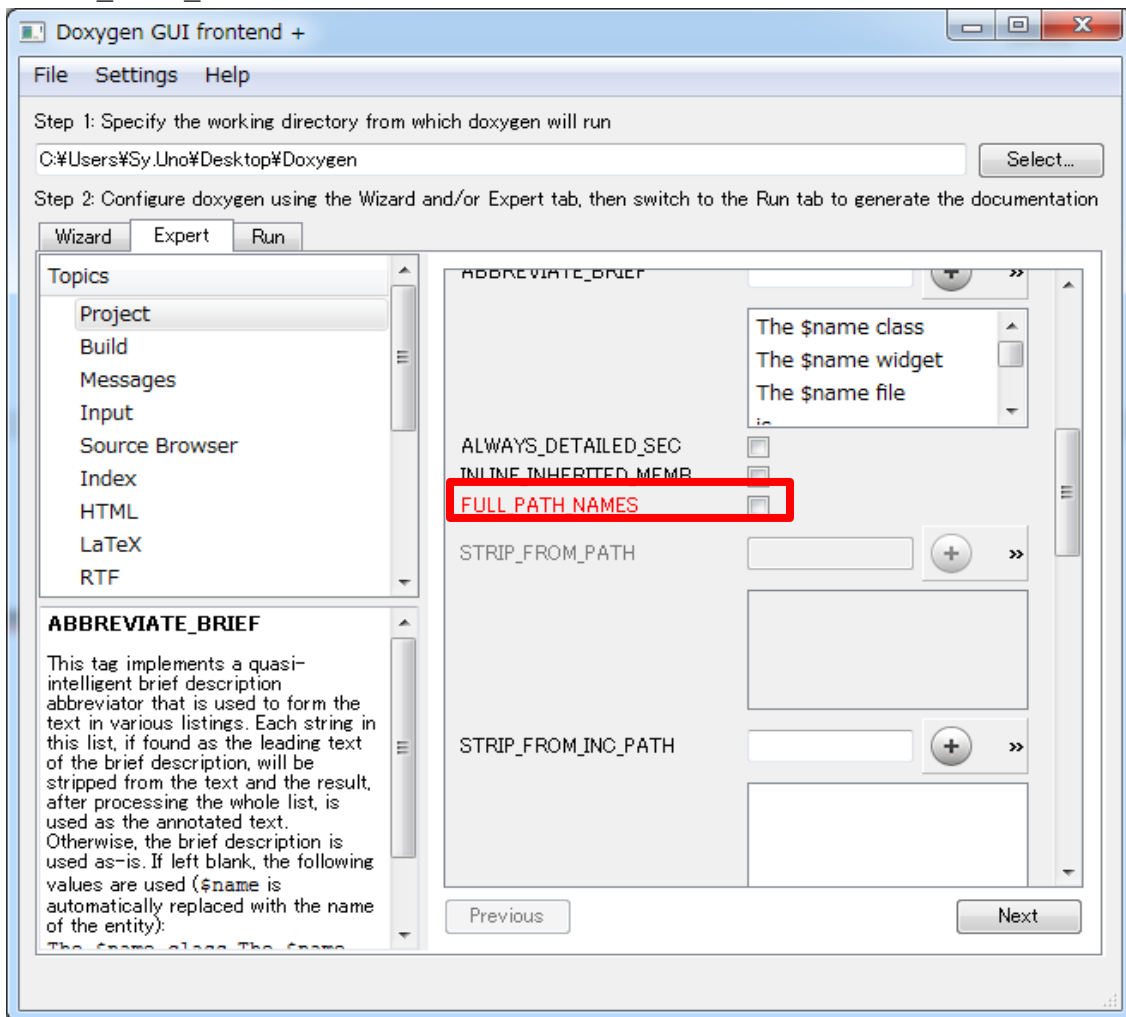 Doxygen GUI frontend +
File Settings Help
Step 1: Specify the working directory from which doxygen will run
C:¥Users¥Sy.Uno¥Desktop¥Doxygen
Select...
Step 2: Configure doxygen using the Wizard and/or Expert tab, then switch to the Run tab to generate the documentation
Wizard Expert Run
Topics
Project
Build
Messages
Input
Source Browser
Index
HTML
LaTeX
RTF
ABBREVIATE_BRIEF
This tag implements a quasi-
intelligent brief description
abbreviator that is used to form the
text in various listings. Each string in
this list, if found as the leading text
of the brief description, will be
stripped from the text and the result,
after processing the whole list, is
used as the annotated text.
Otherwise, the brief description is
used as-is. If left blank, the following
values are used ($name is
automatically replaced with the name
of the entity):
The $name class The $name
ABBREVIATE_BRIEF
+ »
The $name class
The $name widget
The $name file
is
ALWAYS_DETAILED_SEC
INLINE_INHERITED_MEMB
FULL_PATH_NAMES
STRIP_FROM_PATH
+ »
STRIP_FROM_INC_PATH
+ »
Previous
Next